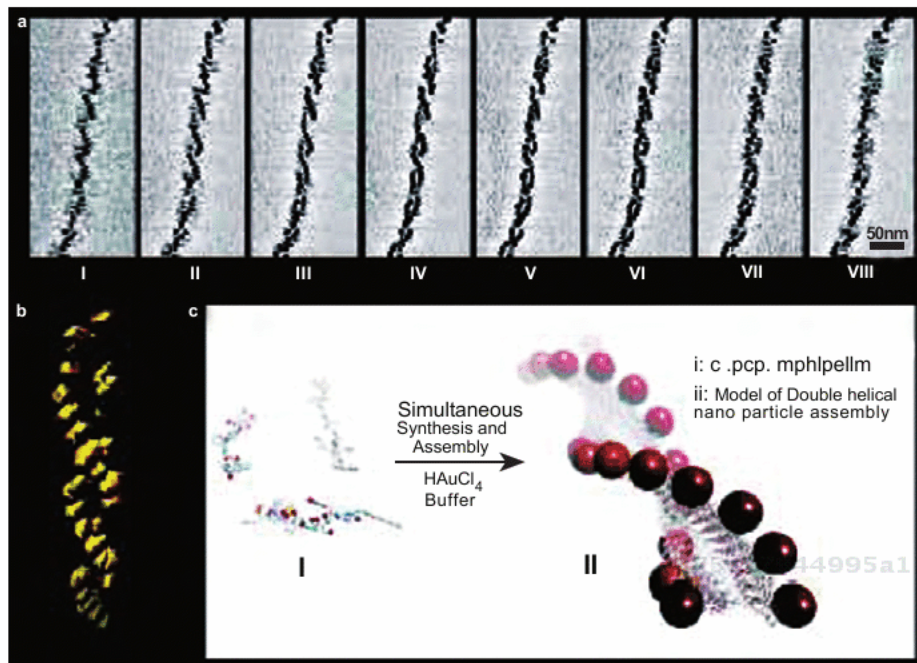 a
I II III IV V VI VII VIII
50nm
b
c
Simultaneous
Synthesis and
Assembly
HAuCl4
Buffer
I
II
i: c .pcp. mphlpellm
ii: Model of Double helical
nano particle assembly
44995a1